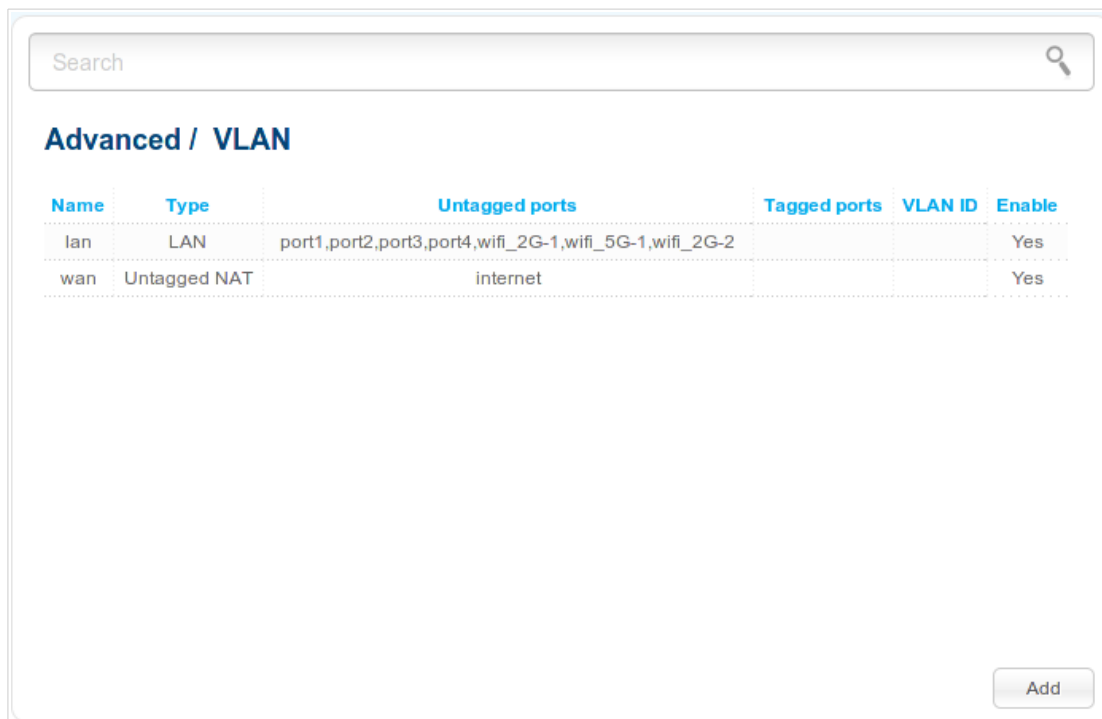 Search
Advanced / VLAN
Name Type Untagged ports Tagged ports VLAN ID Enable
lan LAN port1,port2,port3,port4,wifi_2G-1,wifi_5G-1,wifi_2G-2 Yes
wan Untagged NAT internet Yes
Add